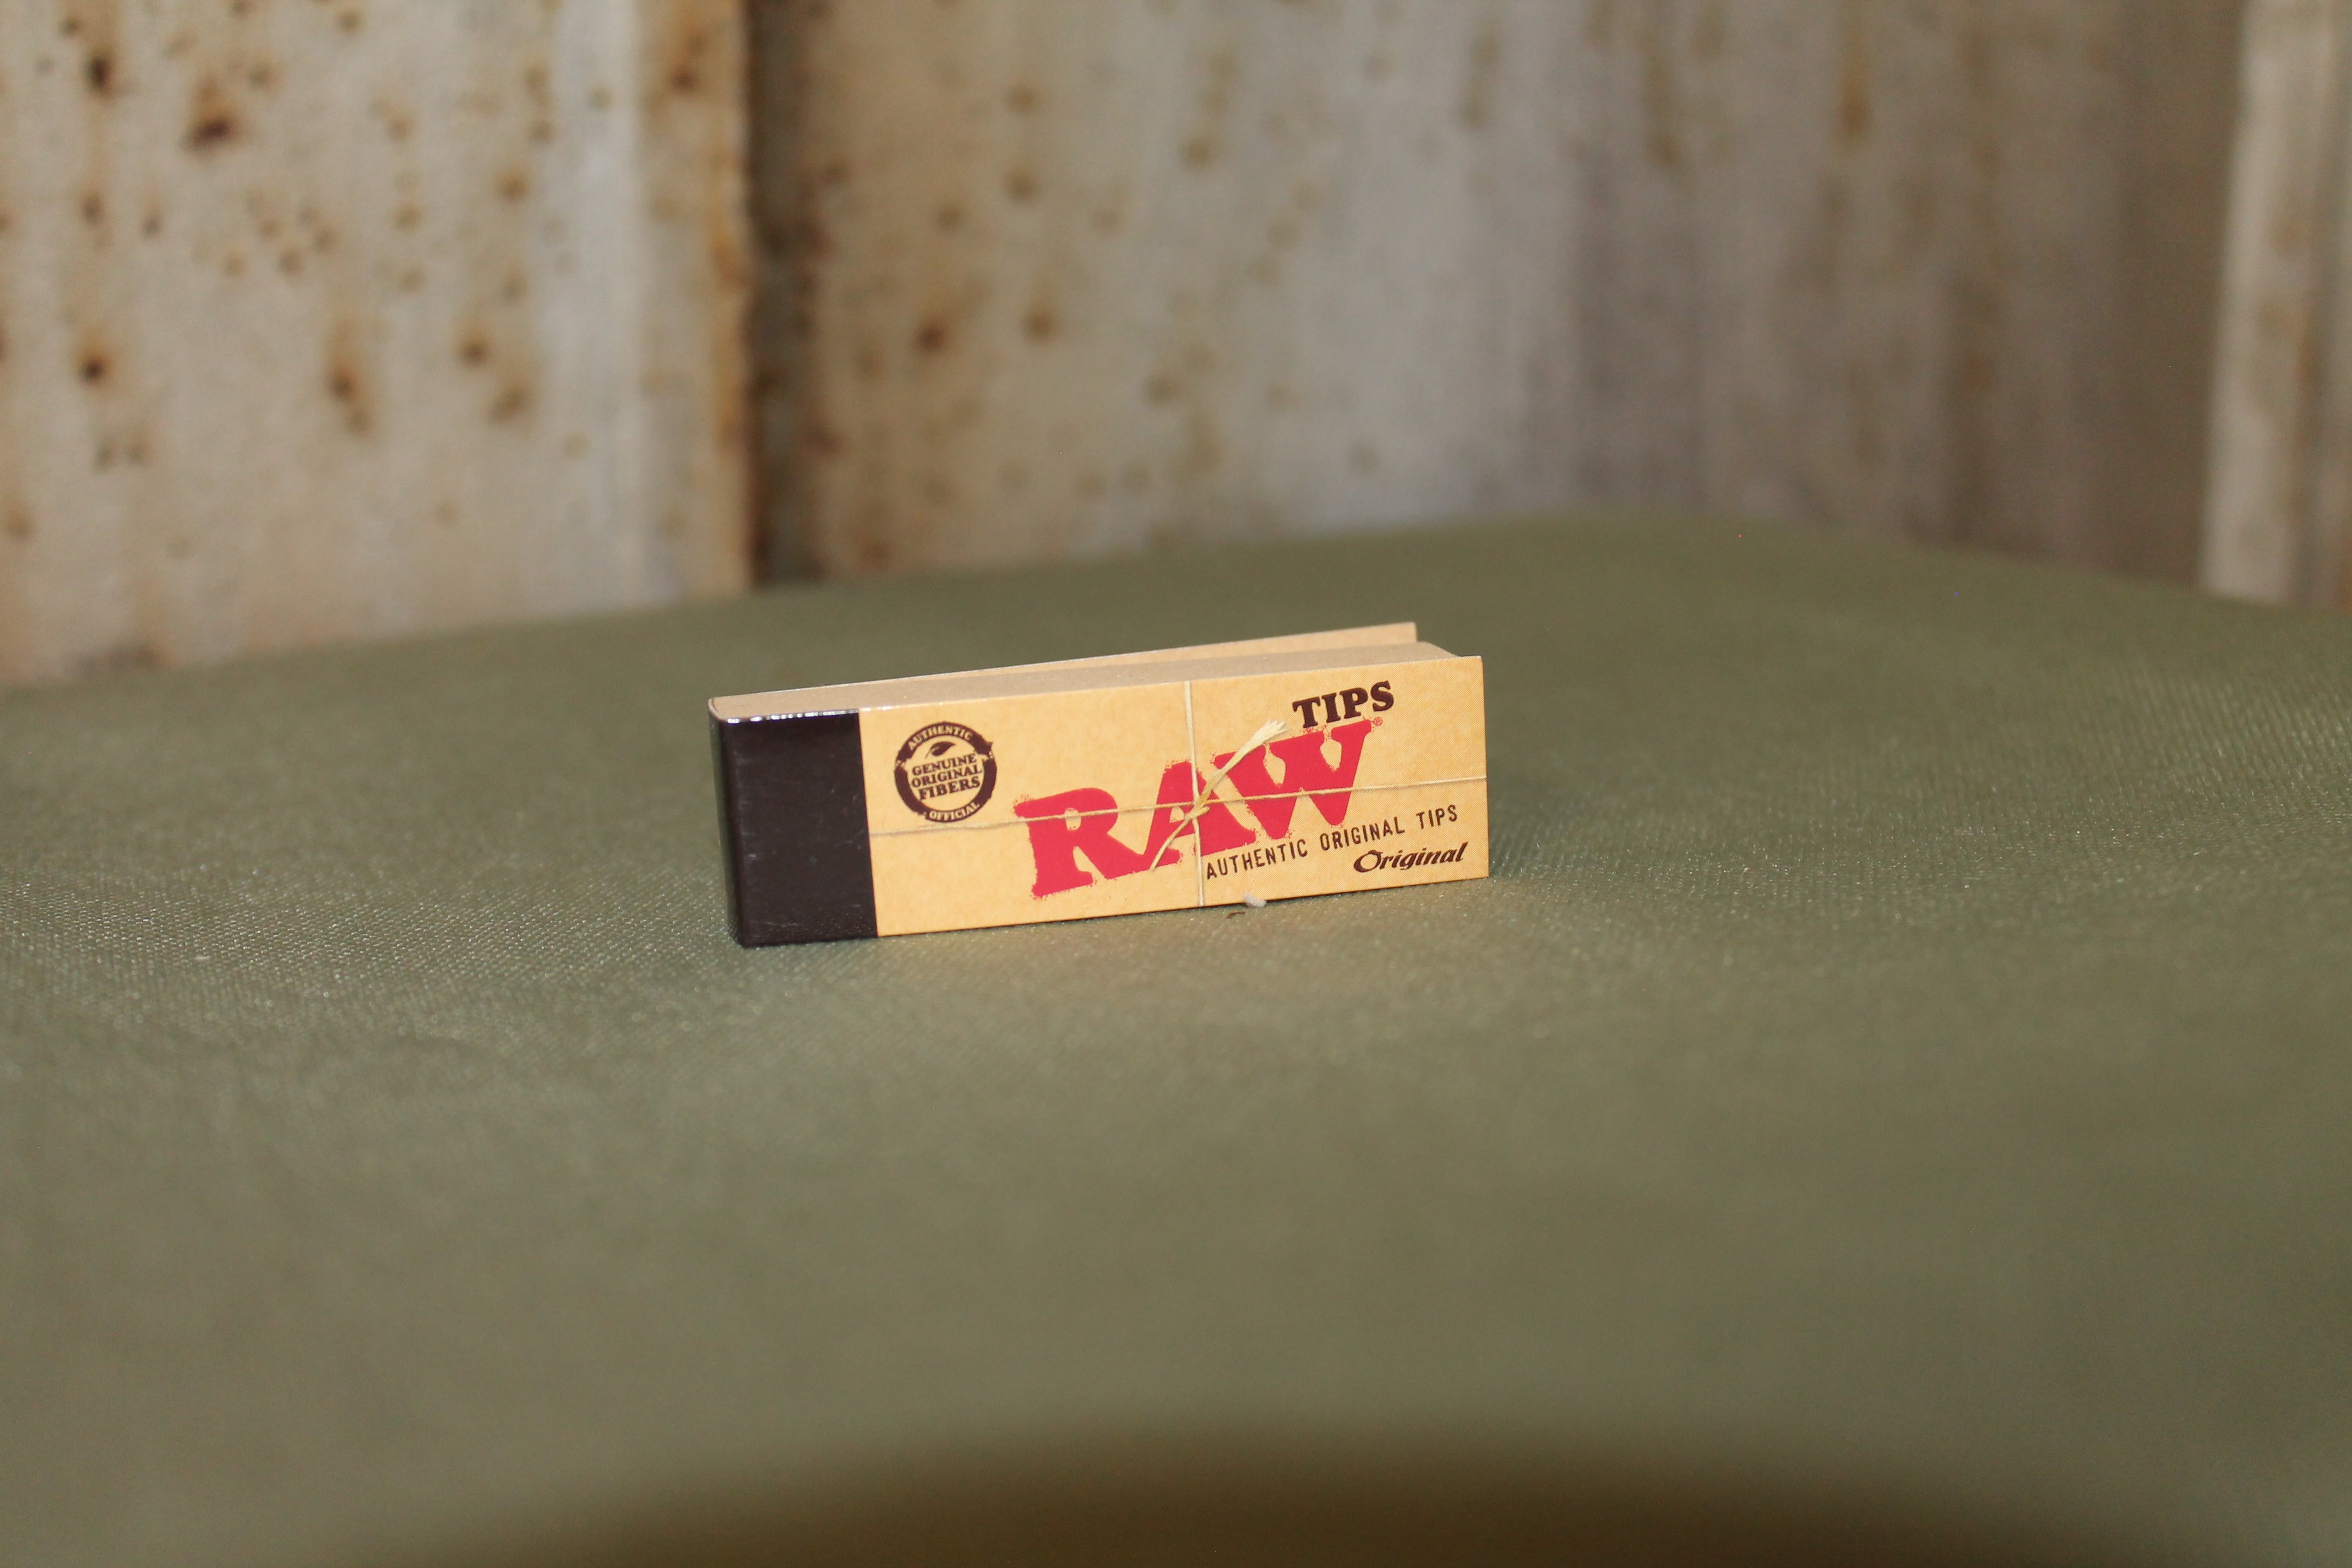 AUTHENTIC
GENUINE
ORIGINAL
FIBERS
OFFICIAL
TIPS
RAW®
AUTHENTIC ORIGINAL TIPS
Original